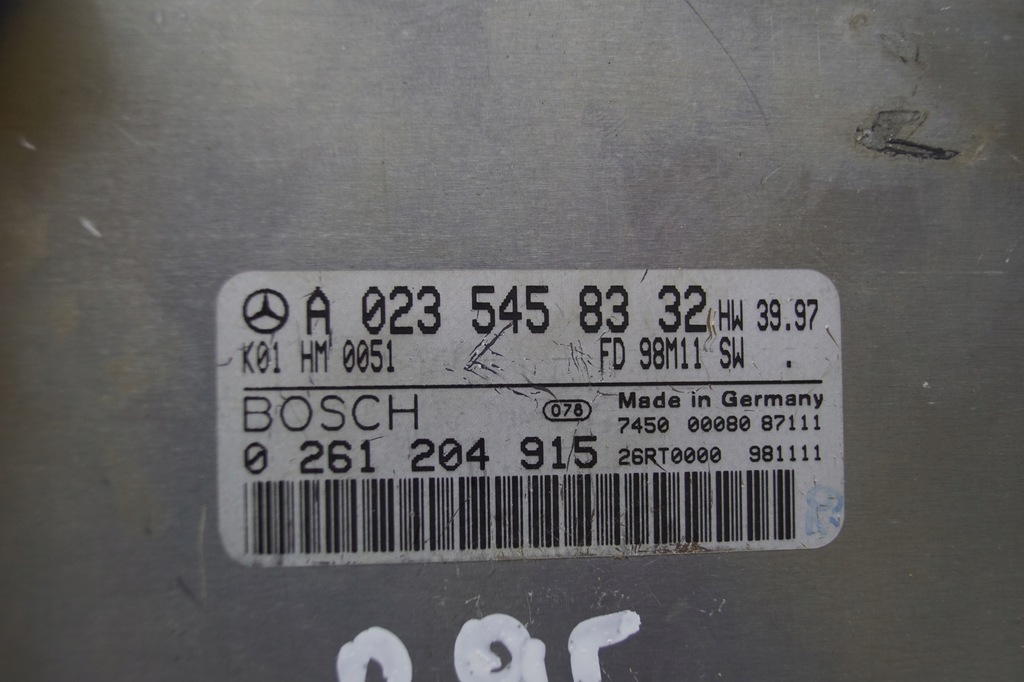 A 023 545 83 32 HW 39.97
K01 HM 0051 FD 98M11 SW .
BOSCH 078 Made in Germany
7450 00080 87111
0 261 204 915 26RT0000 981111